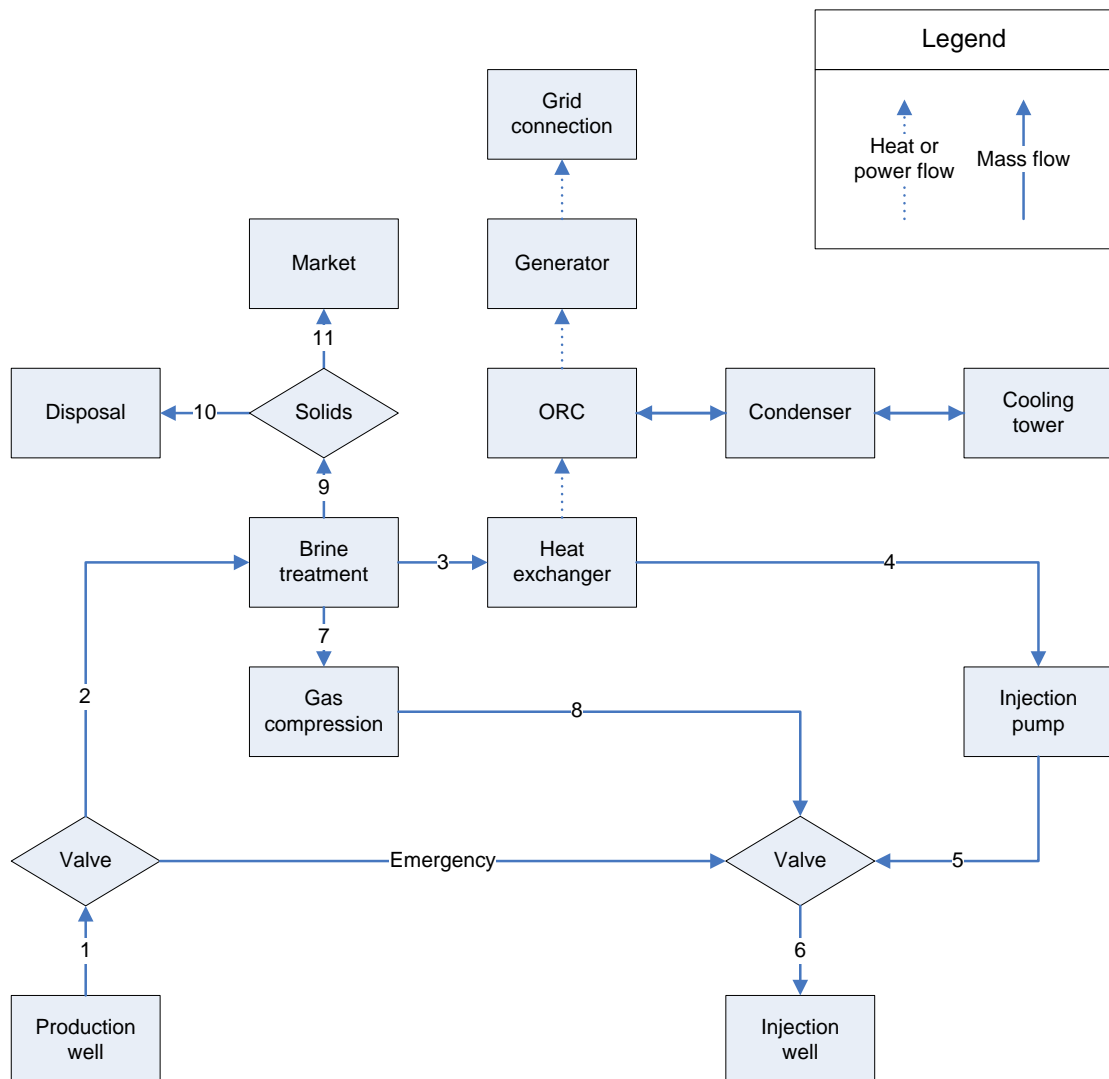 Legend
Heat or
power flow
Mass flow
Grid
connection
Market
Generator
11
Disposal
10
Solids
ORC
Condenser
Cooling
tower
9
Brine
treatment
3
Heat
exchanger
4
7
2
Gas
compression
8
Injection
pump
Valve
Emergency
Valve
5
1
6
Production
well
Injection
well